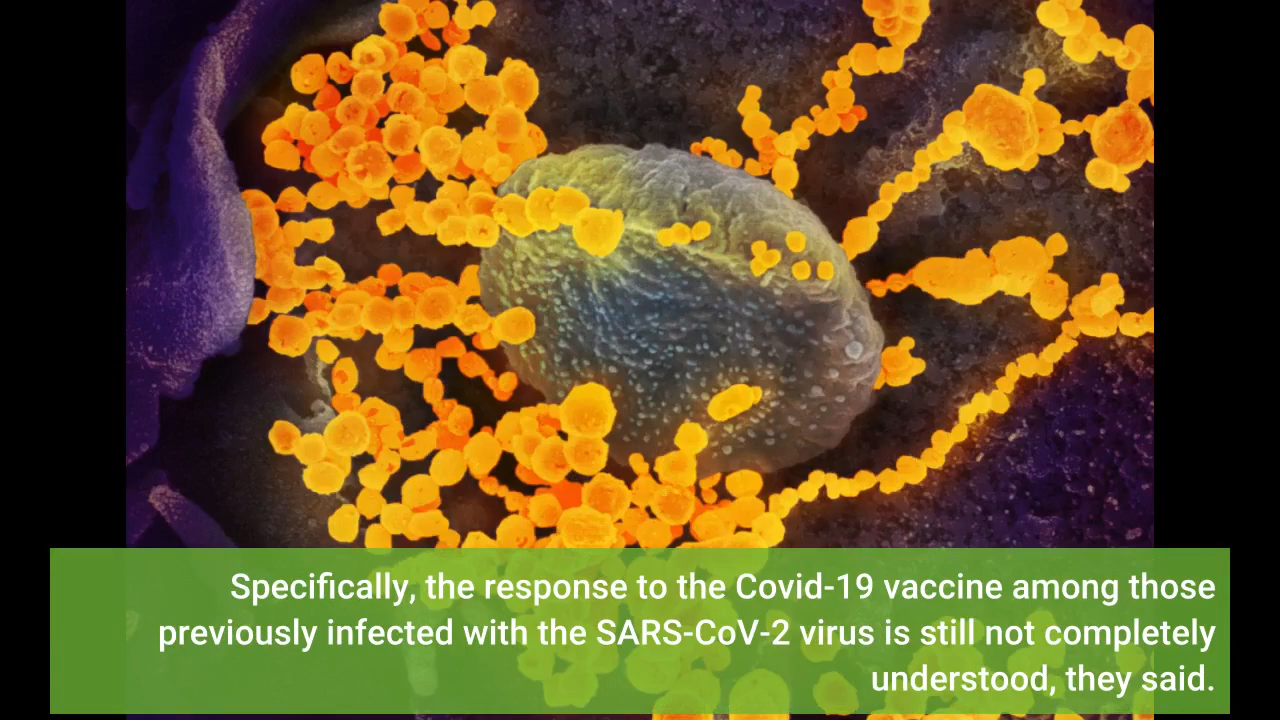 Specifically, the response to the Covid-19 vaccine among those
previously infected with the SARS-CoV-2 virus is still not completely
understood, they said.